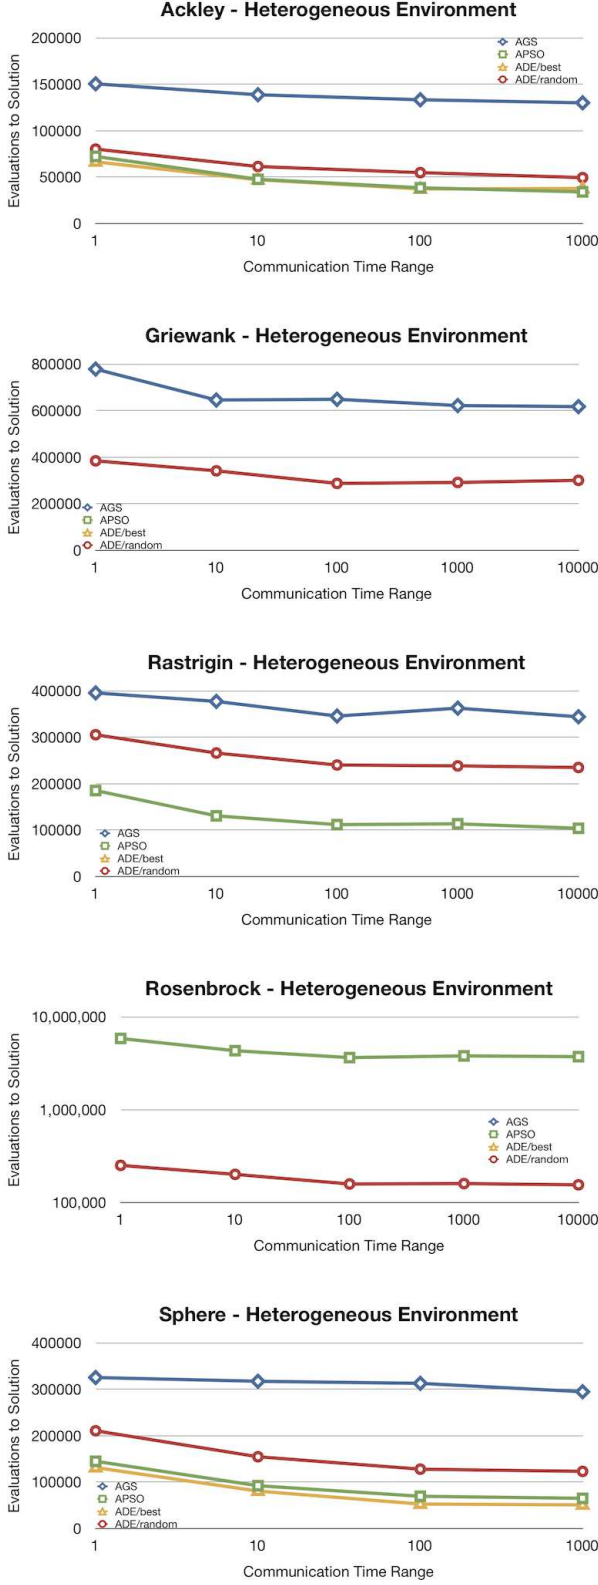 Ackley - Heterogeneous Environment
Evaluations to Solution
200000
150000
100000
50000
0
AGS
APSO
ADE/best
ADE/random
1 10 100 1000
Communication Time Range
Griewank - Heterogeneous Environment
Evaluations to Solution
800000
600000
400000
200000
0
AGS
APSO
ADE/best
ADE/random
1 10 100 1000 10000
Communication Time Range
Rastrigin - Heterogeneous Environment
Evaluations to Solution
400000
300000
200000
100000
0
AGS
APSO
ADE/best
ADE/random
1 10 100 1000 10000
Communication Time Range
Rosenbrock - Heterogeneous Environment
Evaluations to Solution
10,000,000
1,000,000
100,000
AGS
APSO
ADE/best
ADE/random
1 10 100 1000 10000
Communication Time Range
Sphere - Heterogeneous Environment
Evaluations to Solution
400000
300000
200000
100000
0
AGS
APSO
ADE/best
ADE/random
1 10 100 1000
Communication Time Range